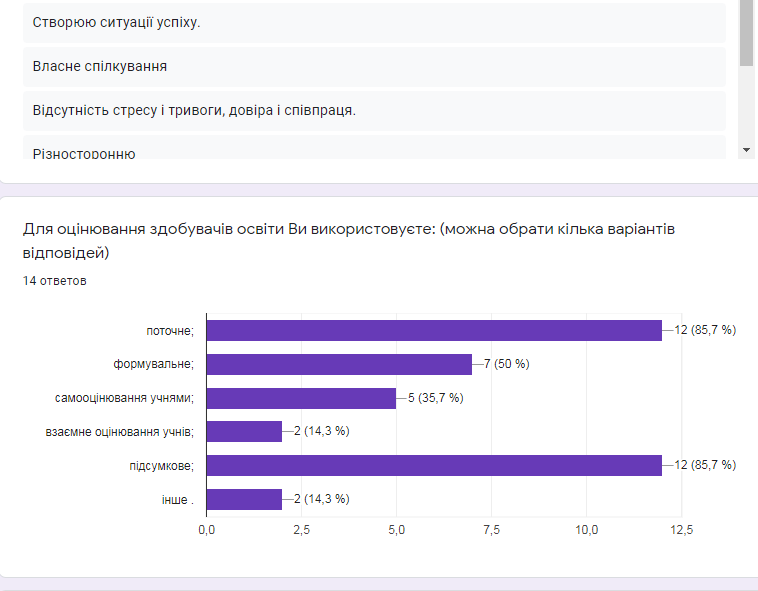 Створюю ситуації успіху.
Власне спілкування
Відсутність стресу і тривоги, довіра і співпраця.
Різносторонню
Для оцінювання здобувачів освіти Ви використовуєте: (можна обрати кілька варіантів
відповідей)
14 ответов
поточне; 12 (85,7 %)
формувальне; 7 (50 %)
самооцінювання учнями; 5 (35,7 %)
взаємне оцінювання учнів; 2 (14,3 %)
підсумкове; 12 (85,7 %)
інше . 2 (14,3 %)
0,0 2,5 5,0 7,5 10,0 12,5